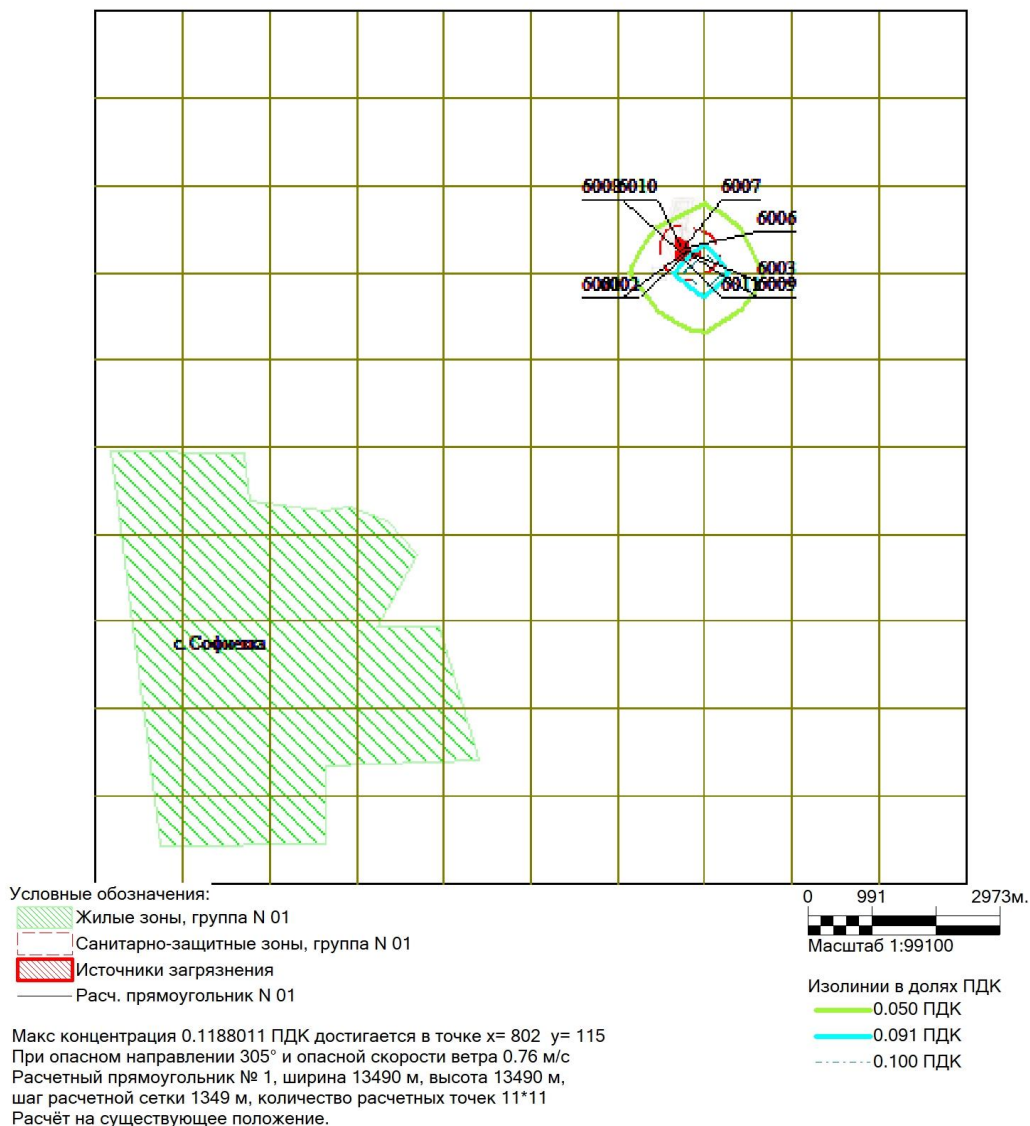 6010
6007
6006
6003
6009
с. Софиевка
Условные обозначения:
Жилые зоны, группа N 01
Санитарно-защитные зоны, группа N 01
Источники загрязнения
Расч. прямоугольник N 01
0 991 2973м.
Масштаб 1:99100
Изолинии в долях ПДК
0.050 ПДК
0.091 ПДК
0.100 ПДК
Макс концентрация 0.1188011 ПДК достигается в точке x= 802 y= 115
При опасном направлении 305° и опасной скорости ветра 0.76 м/с
Расчетный прямоугольник № 1, ширина 13490 м, высота 13490 м,
шаг расчетной сетки 1349 м, количество расчетных точек 11*11
Расчёт на существующее положение.